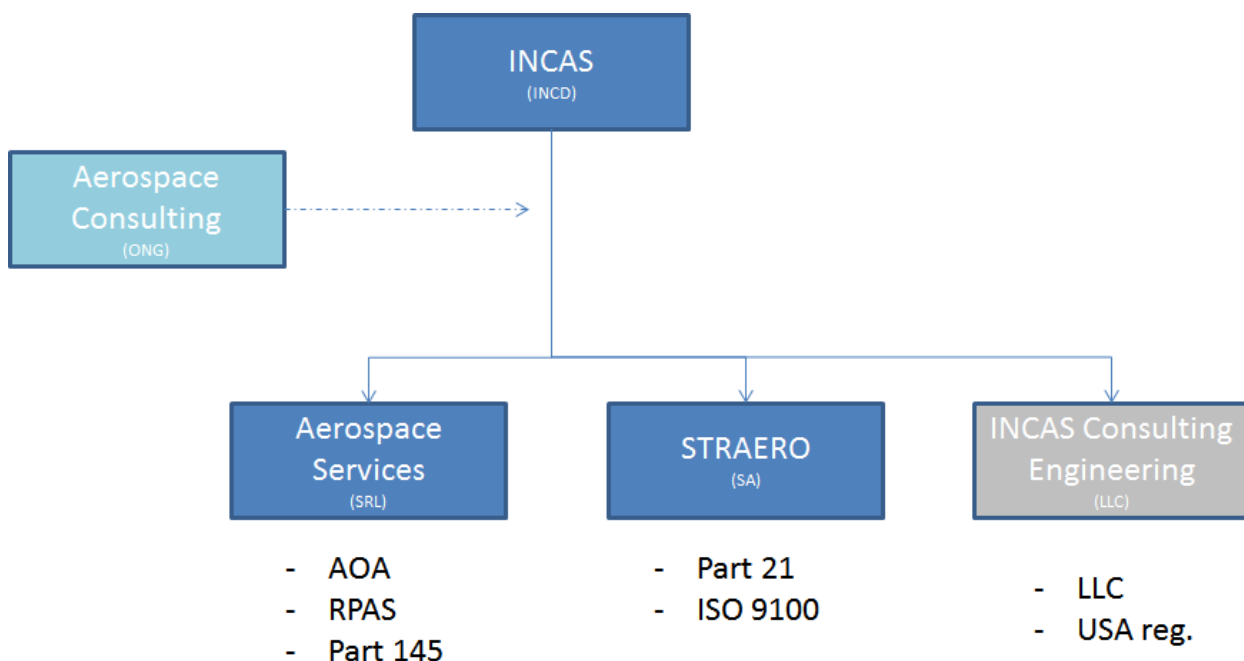 INCAS
(INCD)
Aerospace
Consulting
(ONG)
Aerospace
Services
(SRL)
STRAERO
(SA)
INCAS Consulting
Engineering
(LLC)
- AOA
- RPAS
- Part 145
- Part 21
- ISO 9100
- LLC
- USA reg.